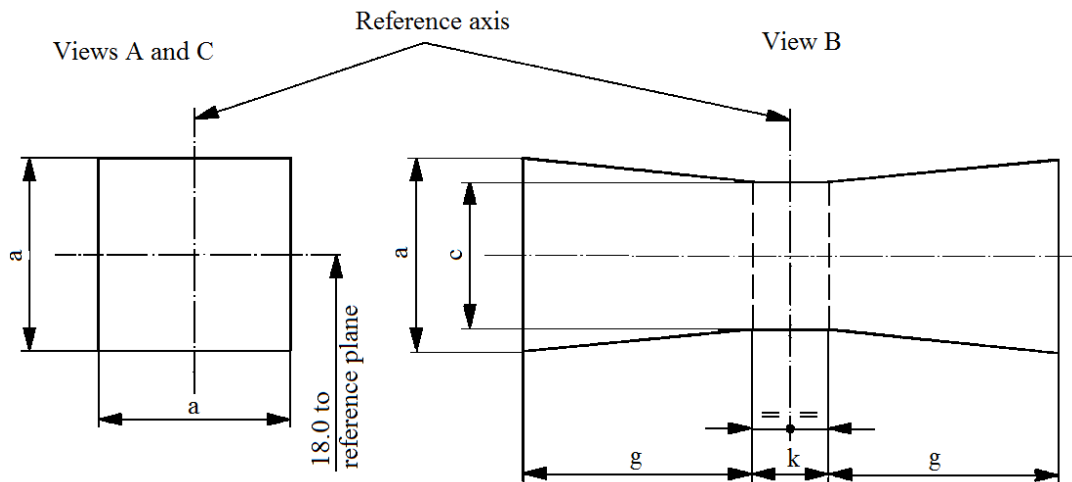 Reference axis
Views A and C
View B
a
a
18.0 to
reference plane
a
c
= =
g
k
g